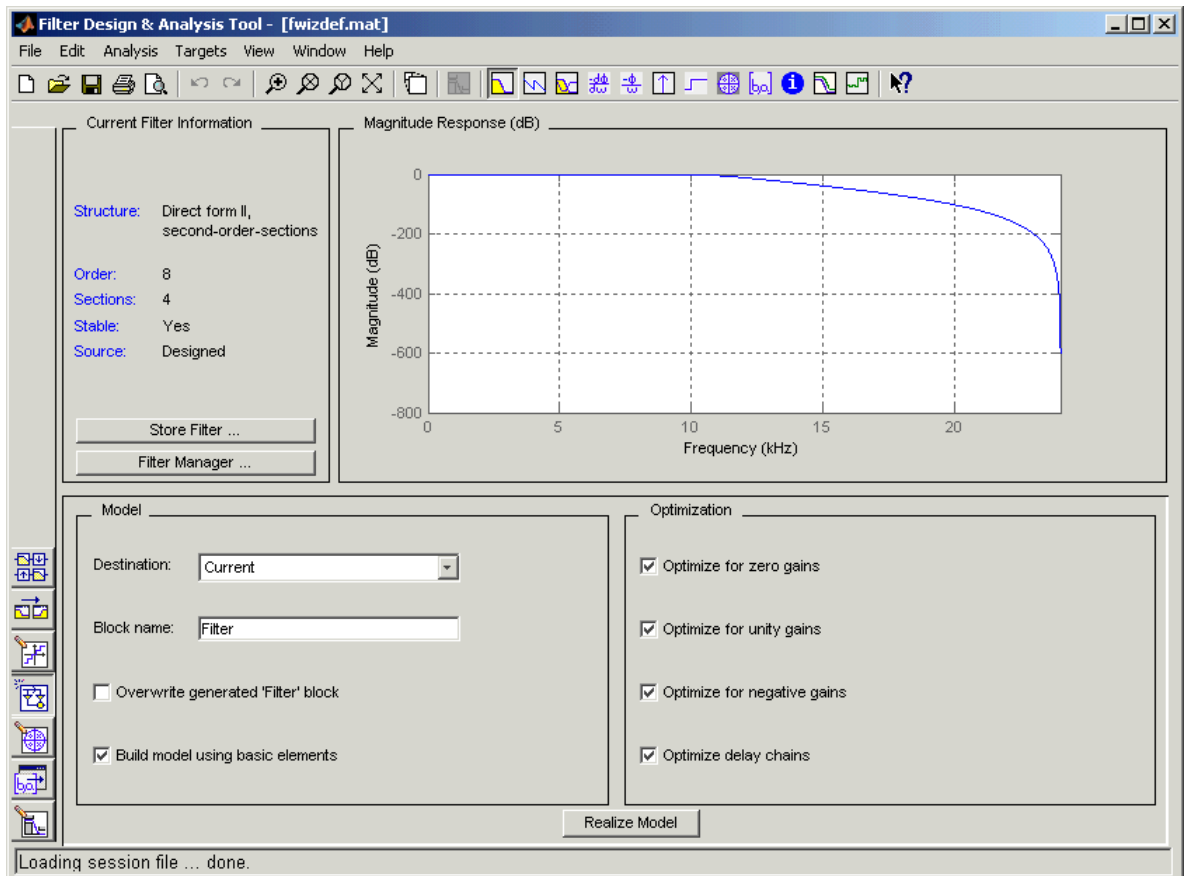 Filter Design & Analysis Tool - [fwizdef.mat]
File Edit Analysis Targets View Window Help
Current Filter Information
Structure: Direct form II,
second-order-sections
Order: 8
Sections: 4
Stable: Yes
Source: Designed
Store Filter ...
Filter Manager ...
Magnitude Response (dB)
0
-200
-400
-600
-800
Magnitude (dB)
0 5 10 15 20
Frequency (kHz)
Model
Destination: Current
Block name: Filter
Overwrite generated 'Filter' block
Build model using basic elements
Optimization
Optimize for zero gains
Optimize for unity gains
Optimize for negative gains
Optimize delay chains
Realize Model
Loading session file ... done.